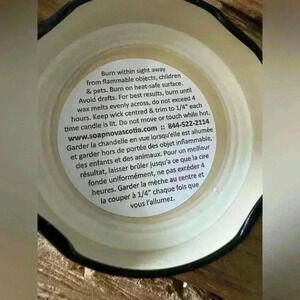 Burn within sight away
from flammable objects, children
& pets. Burn on heat-safe surface.
Avoid drafts. For best results, burn until
wax melts evenly across, do not exceed 4
hours. Keep wick centred & trim to 1/4" each
time candle is lit. Do not move or touch while hot.
www.soapnovascotia.com :: 844-522-2114
Garder la chandelle en vue lorsqu'elle est allumée
et garder hors de portée des objet inflammable,
des enfants et des animaux. Pour un meilleur
résultat, laisser brûler jusqu'a ce que la cire
fonde uniformément, ne pas excéder 4
heures. Garder la mèche au centre et
la couper à 1/4" chaque fois que
vous l'allumez.